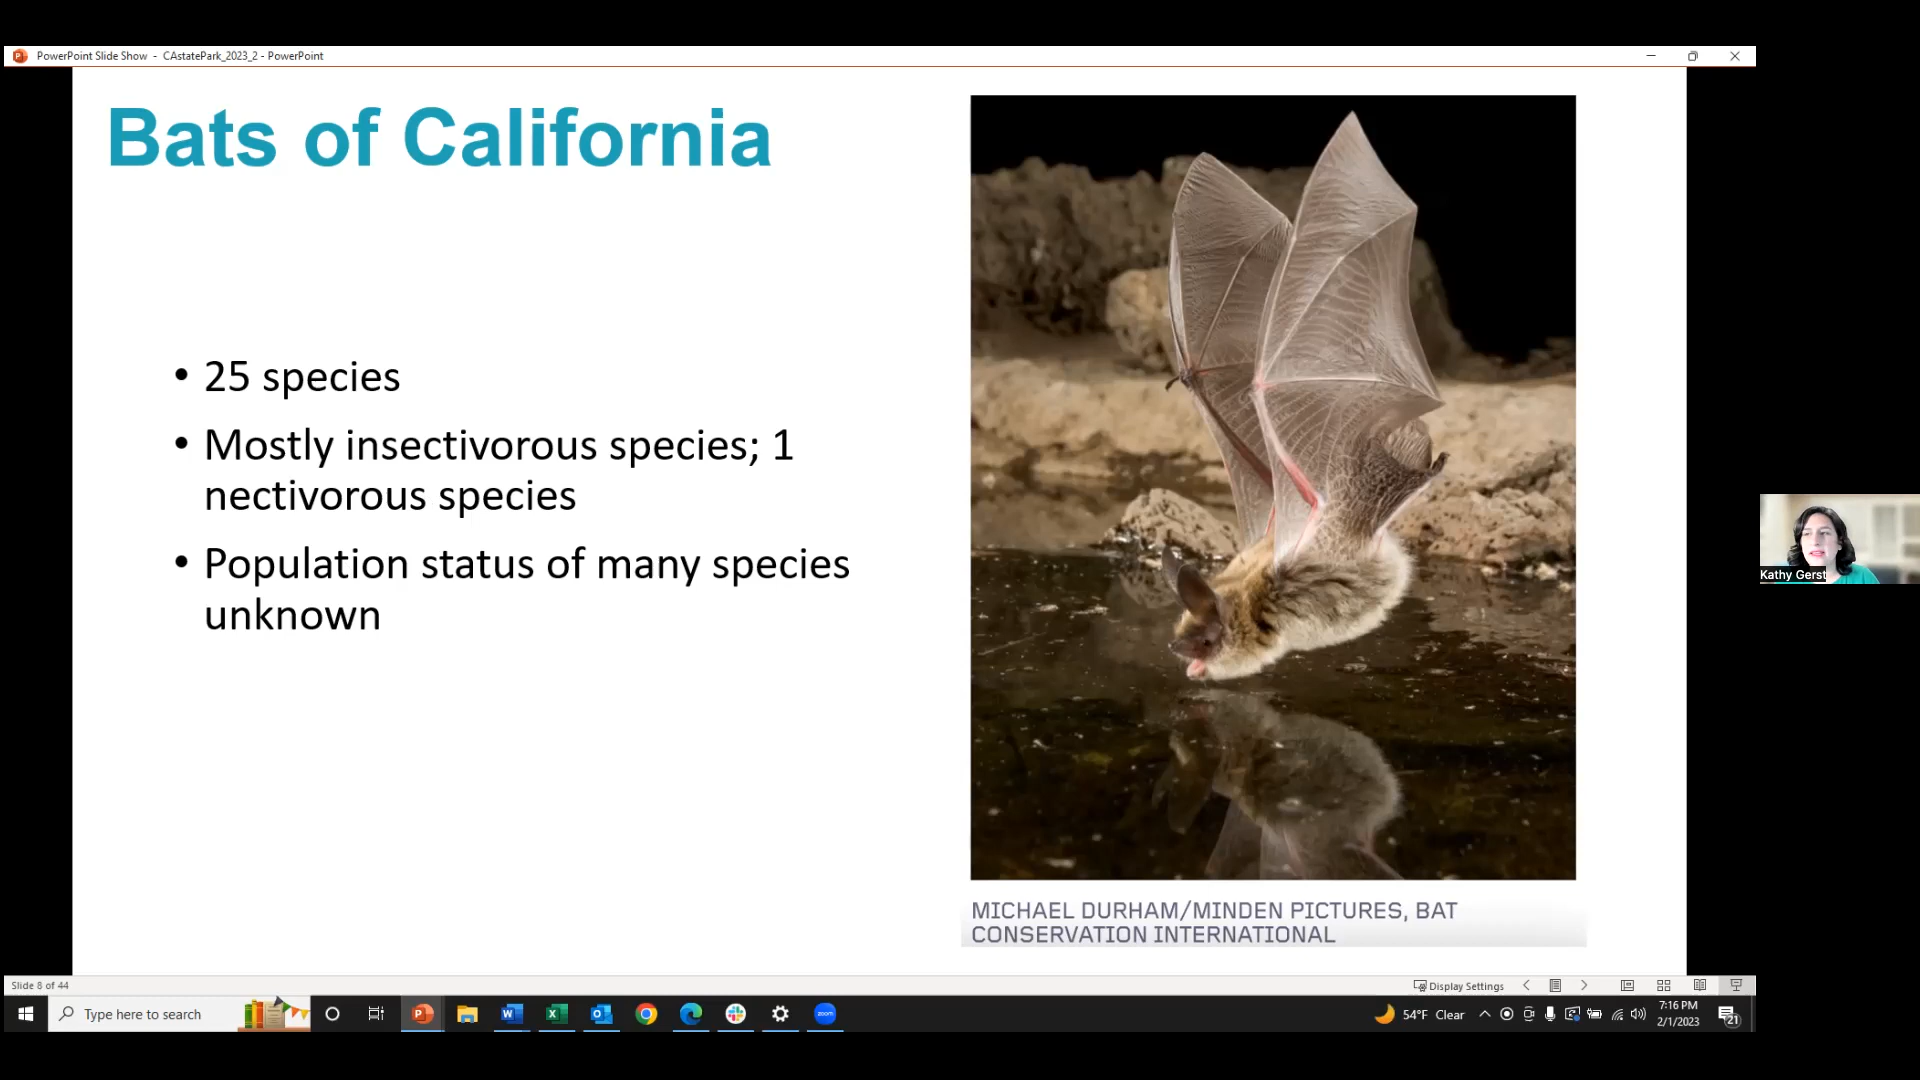 PowerPoint Slide Show - CAstatePark_2023_2 - PowerPoint
Bats of California
• 25 species
• Mostly insectivorous species; 1
nectivorous species
• Population status of many species
unknown
MICHAEL DURHAM/MINDEN PICTURES, BAT
CONSERVATION INTERNATIONAL
Kathy Gerst
Slide 8 of 44
Display Settings
Type here to search
zoom
54°F Clear
7:16 PM
2/1/2023
21